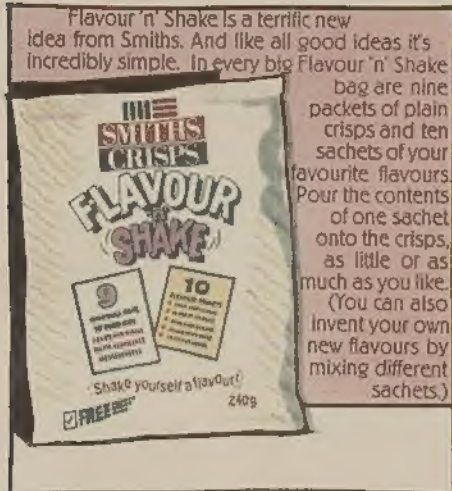 Flavour 'n' Shake is a terrific new
idea from Smiths. And like all good ideas it's
incredibly simple. In every big Flavour 'n' Shake
bag are nine
packets of plain
crisps and ten
sachets of your
favourite flavours.
Pour the contents
of one sachet
onto the crisps,
as little or as
much as you like.
(You can also
invent your own
new flavours by
mixing different
sachets.)
SMITHS
CRISPS
FLAVOUR
'N'
SHAKE
9
10
Shake yourself a flavour!
FREE
240g